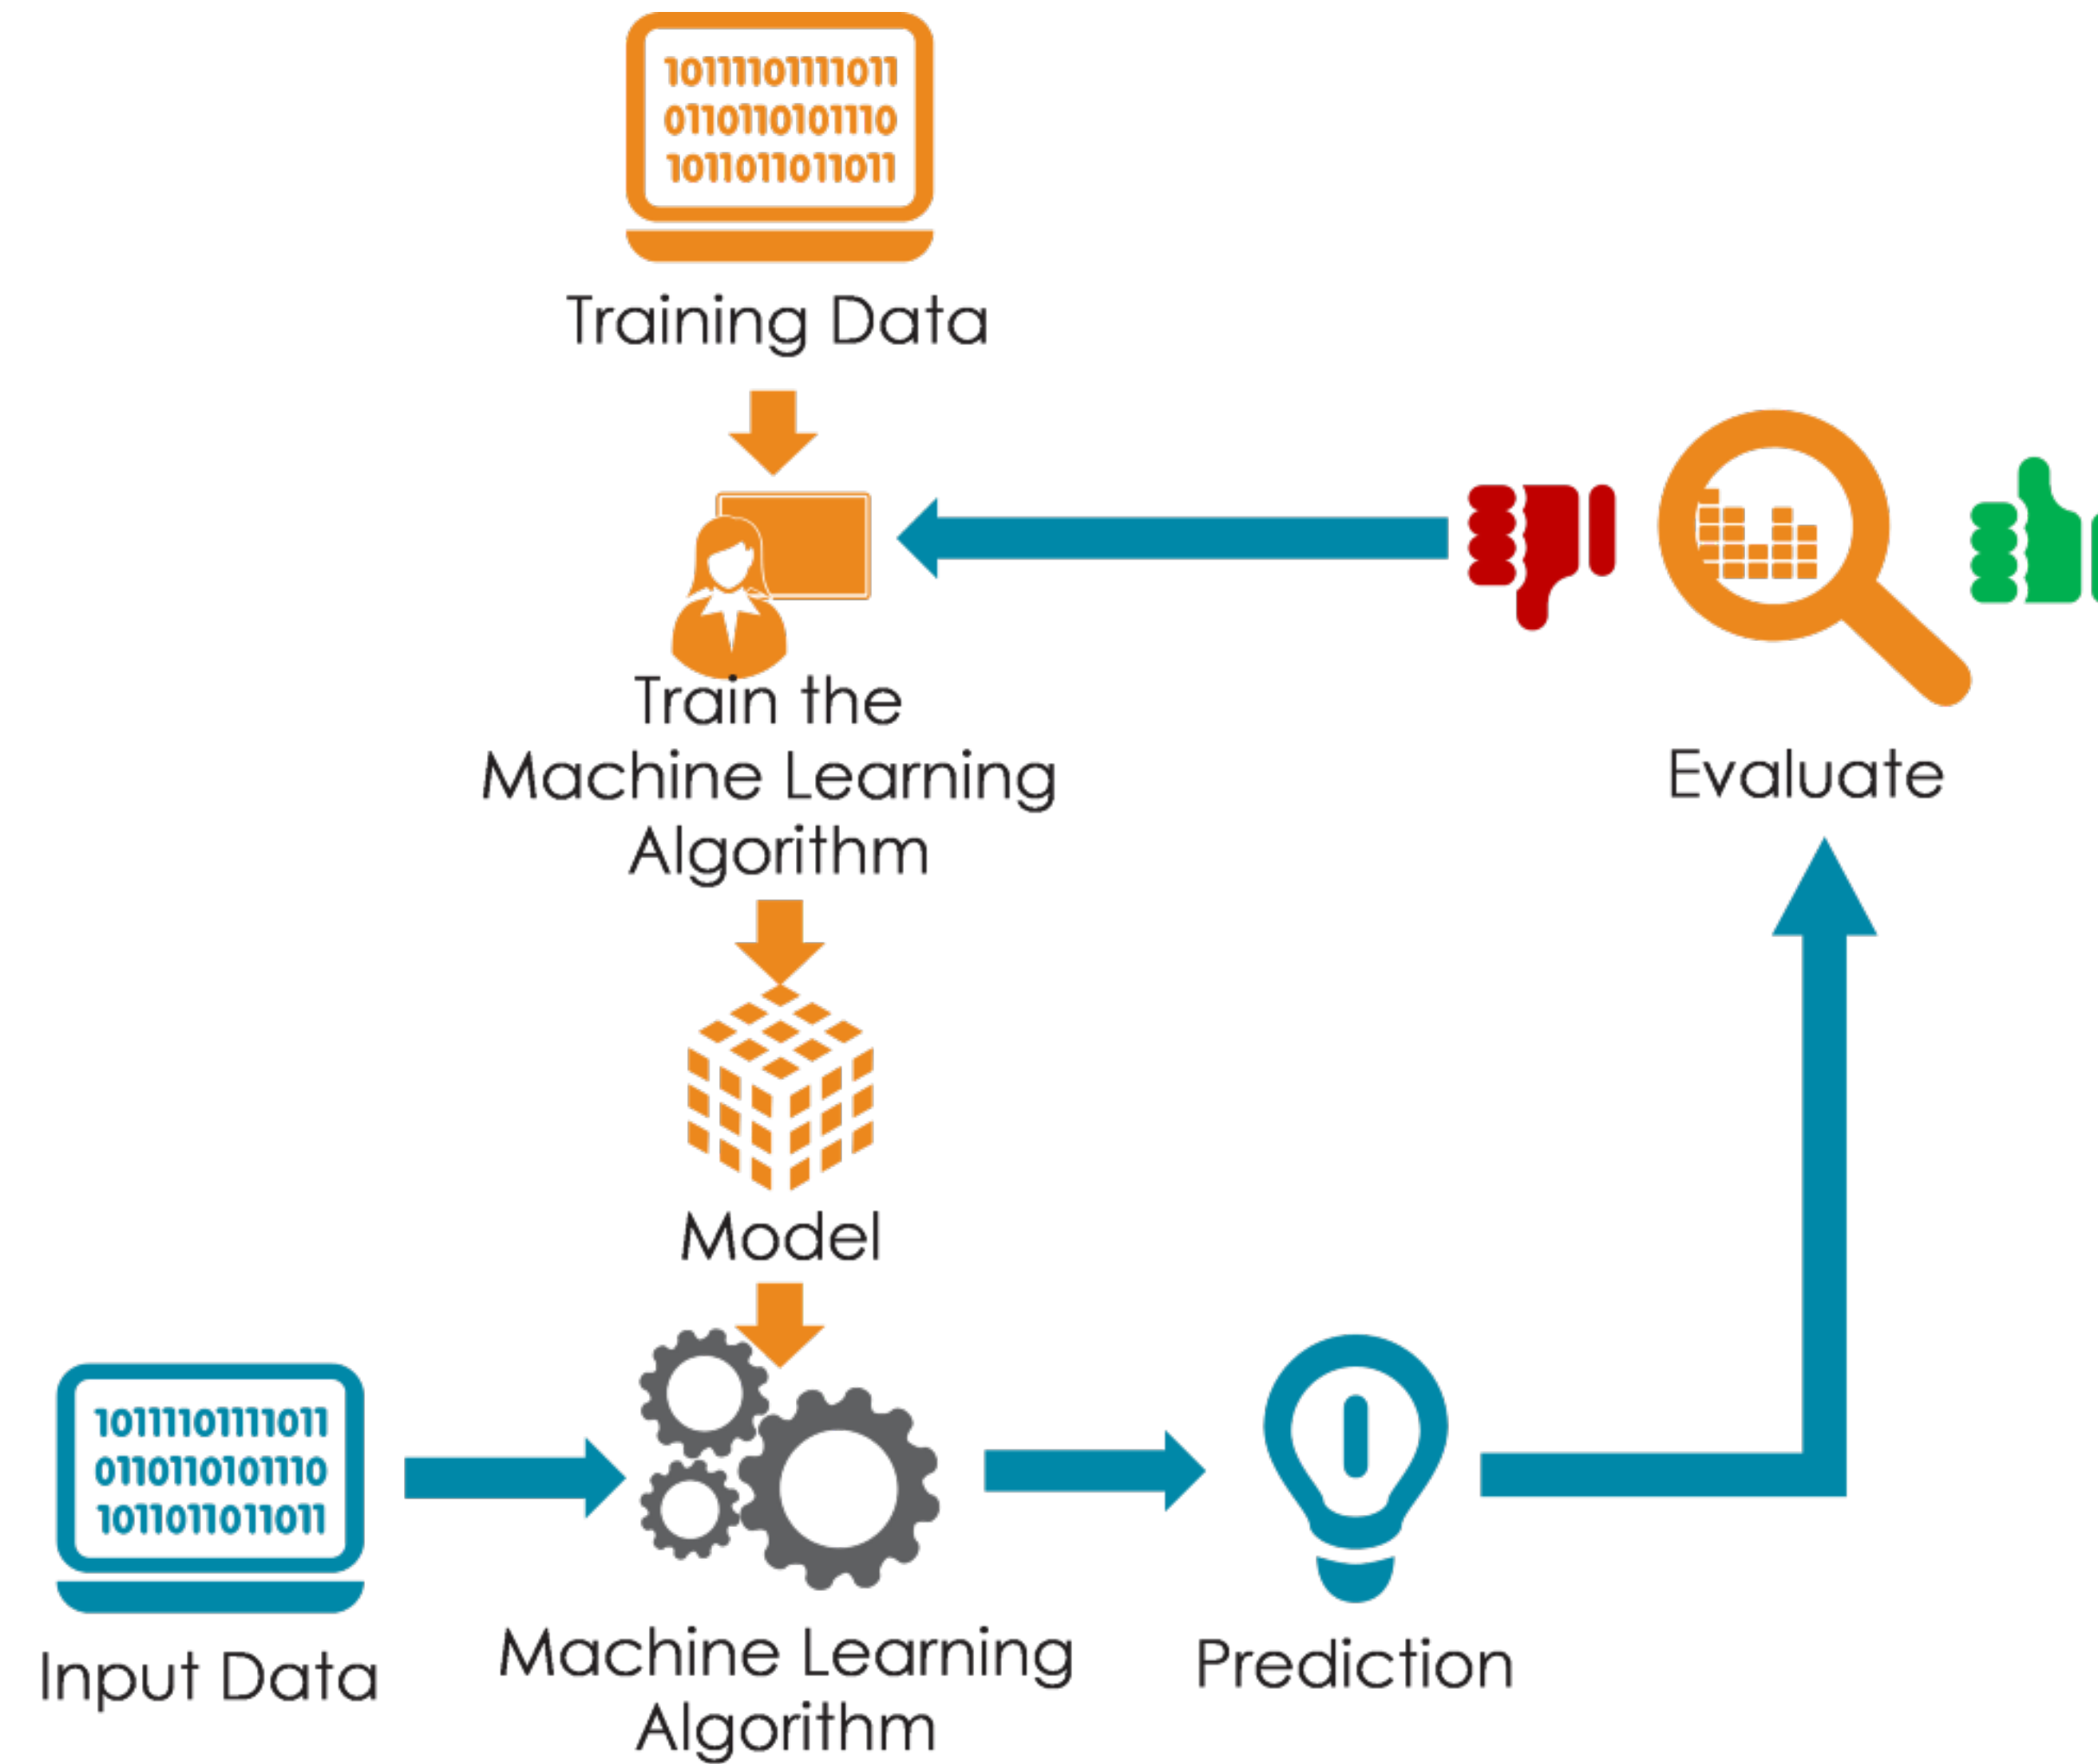 1011110111011
0110110101110
1011011011011
Training Data
Train the
Machine Learning
Algorithm
Evaluate
Model
1011110111011
0110110101110
1011011011011
Input Data
Machine Learning
Algorithm
Prediction